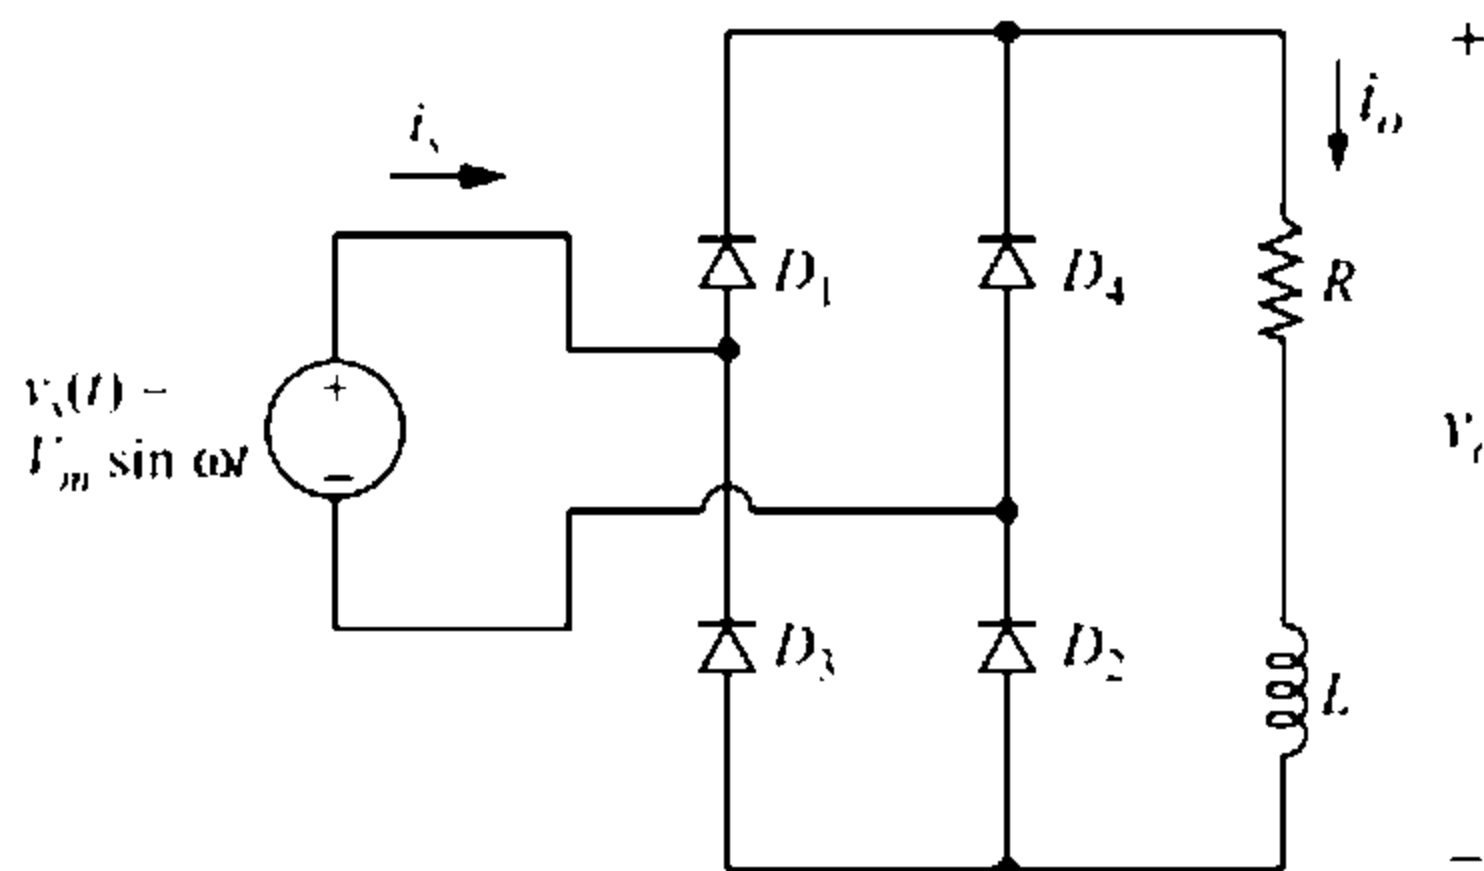 +
i_s
i_o
D_1
D_4
R
v_s(t) =
V_m sin ωt
+
−
D_3
D_2
L
−